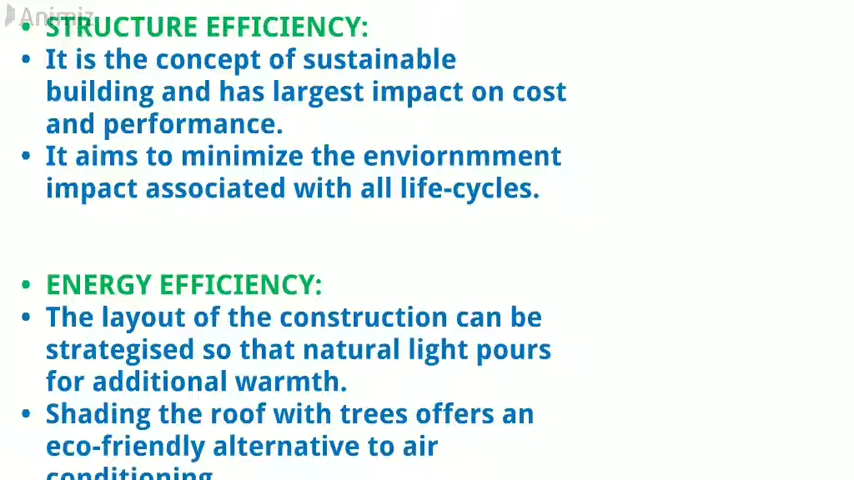 Animiz
• STRUCTURE EFFICIENCY:
• It is the concept of sustainable
building and has largest impact on cost
and performance.
• It aims to minimize the enviornmment
impact associated with all life-cycles.
• ENERGY EFFICIENCY:
• The layout of the construction can be
strategised so that natural light pours
for additional warmth.
• Shading the roof with trees offers an
eco-friendly alternative to air
conditioning